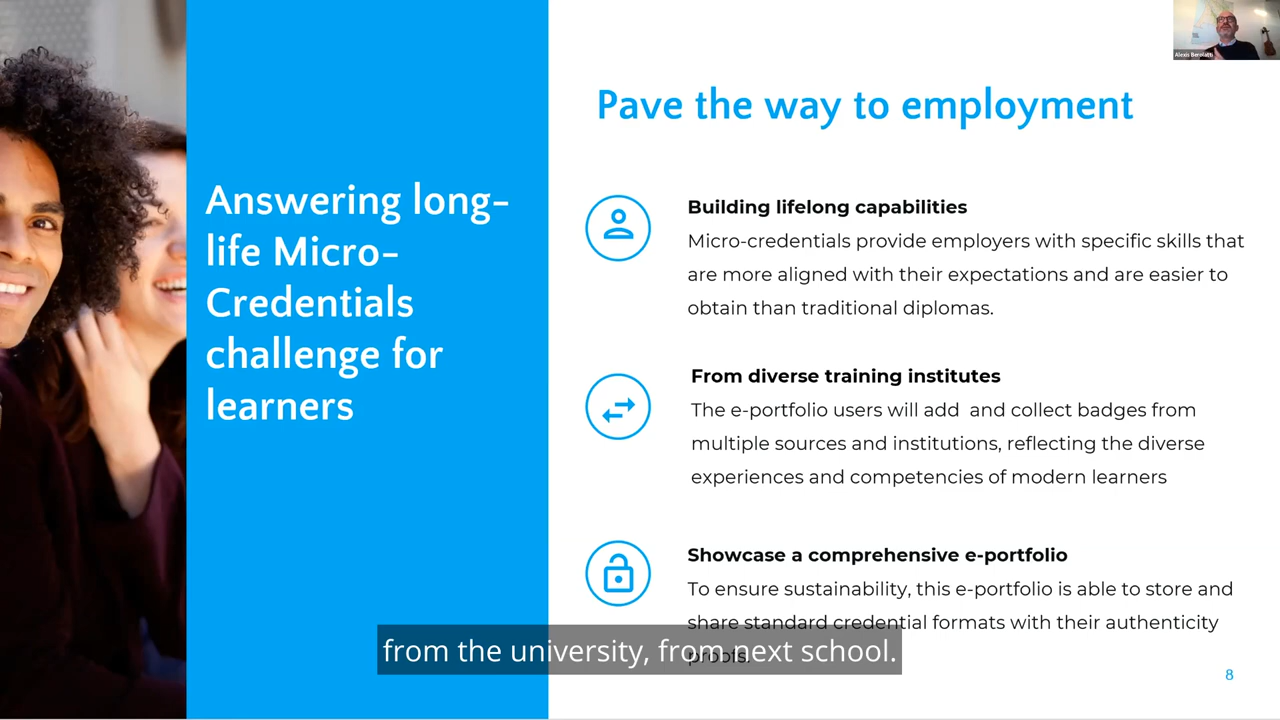 Alexis Berolatti
Pave the way to employment
Answering long-
life Micro-
Credentials
challenge for
learners
Building lifelong capabilities
Micro-credentials provide employers with specific skills that
are more aligned with their expectations and are easier to
obtain than traditional diplomas.
From diverse training institutes
The e-portfolio users will add  and collect badges from
multiple sources and institutions, reflecting the diverse
experiences and competencies of modern learners
Showcase a comprehensive e-portfolio
To ensure sustainability, this e-portfolio is able to store and
share standard credential formats with their authenticity
proofs.
from the university, from next school.
8